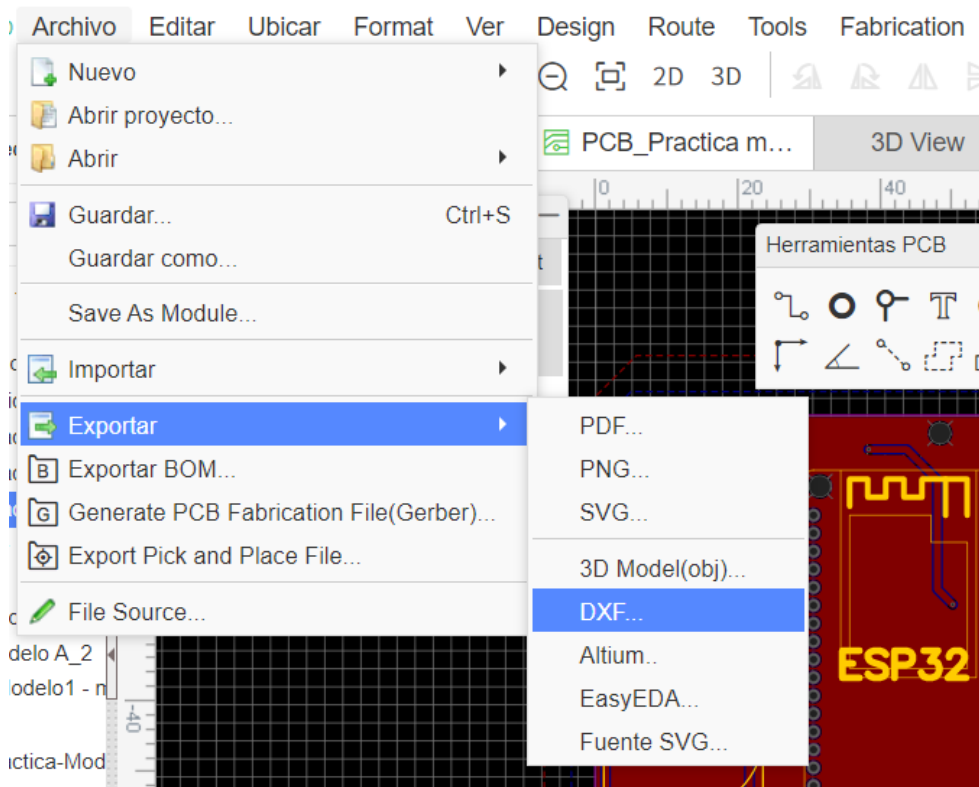 Archivo Editar Ubicar Format Ver Design Route Tools Fabrication
Nuevo
2D 3D
Abrir proyecto...
Abrir
PCB_Practica m... 3D View
0 20 40
Guardar... Ctrl+S
Guardar como...
Herramientas PCB
T
Save As Module...
Importar
Exportar
PDF...
B Exportar BOM...
PNG...
G Generate PCB Fabrication File(Gerber)...
SVG...
Export Pick and Place File...
3D Model(obj)...
File Source...
DXF...
delo A_2
Altium..
ESP32
odelo1 - m
EasyEDA...
-40
Fuente SVG...
ctica-Mod